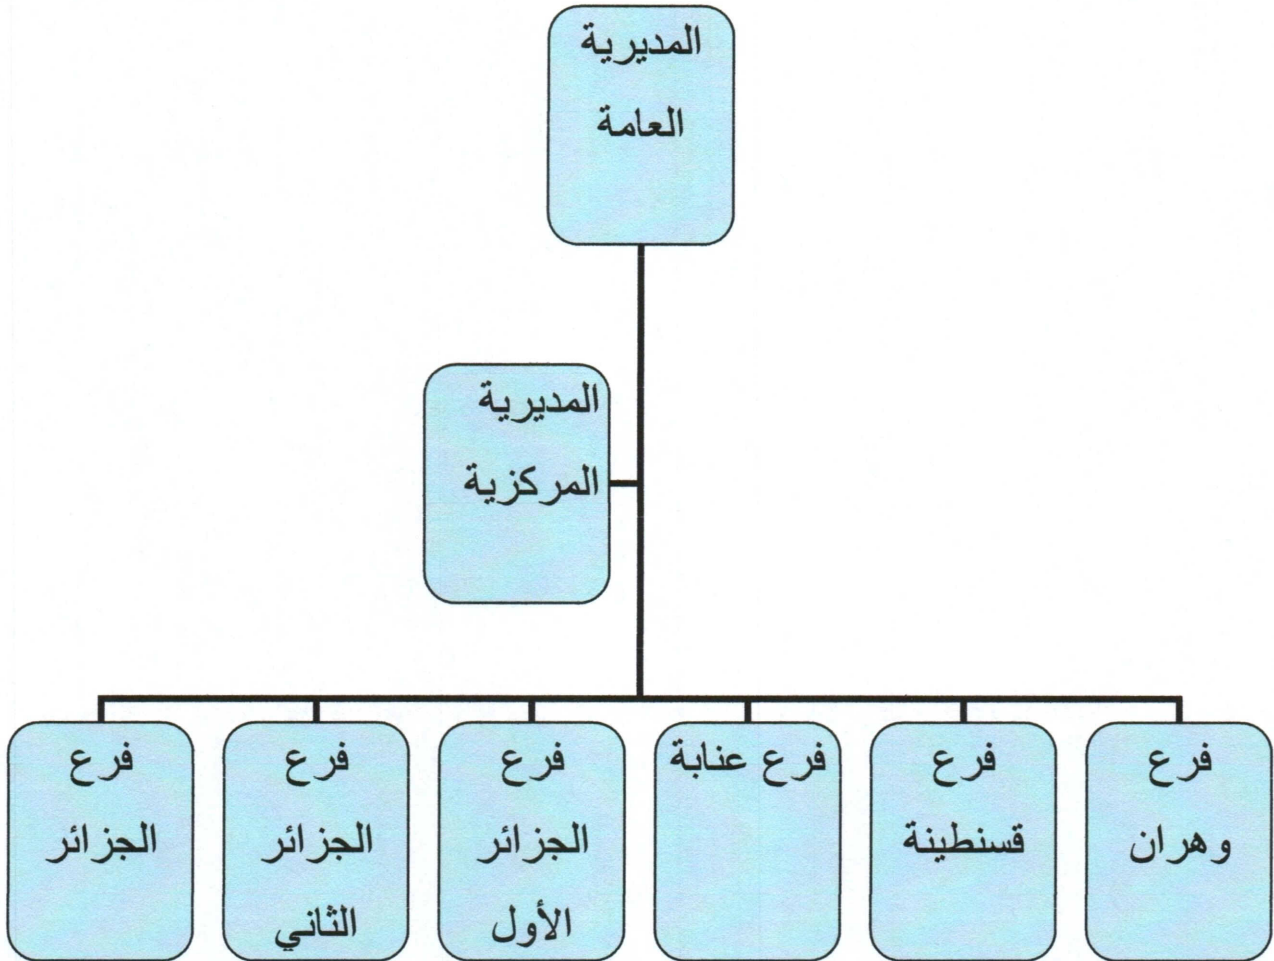 المديرية
العامة
المديرية
المركزية
فرع
وهران
فرع
قسنطينة
فرع عنابة
فرع
الجزائر
الأول
فرع
الجزائر
الثاني
فرع
الجزائر